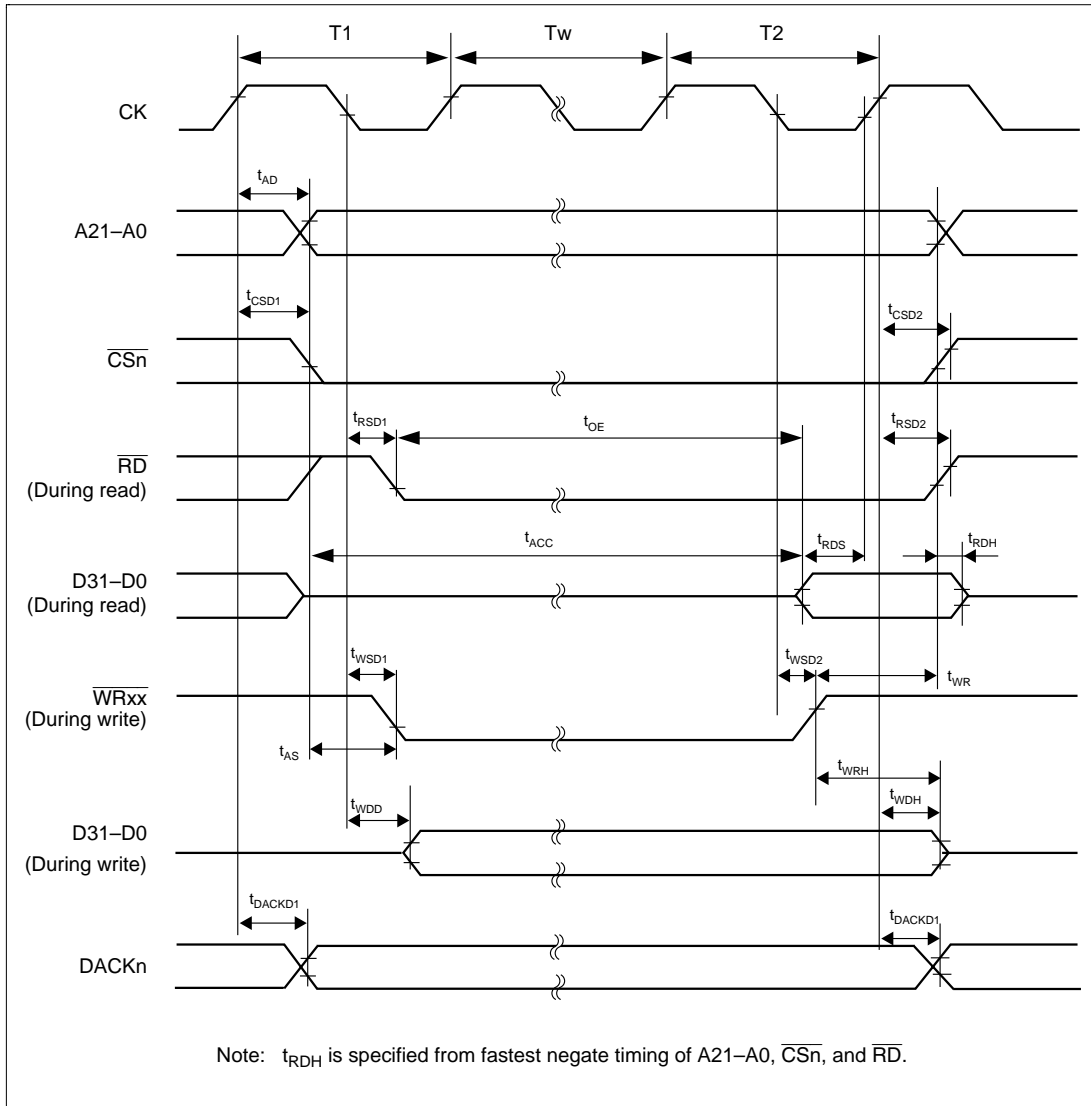 T1 Tw T2
CK
tAD
A21–A0
tCSD1 tCSD2
CSn
tRSD1 tOE tRSD2
RD
(During read)
tACC tRDS tRDH
D31–D0
(During read)
tWSD1 tWSD2
WRxx tWR
(During write)
tAS
tWRH
tWDD tWDH
D31–D0
(During write)
tDACKD1 tDACKD1
DACKn
Note: tRDH is specified from fastest negate timing of A21–A0, CSn, and RD.